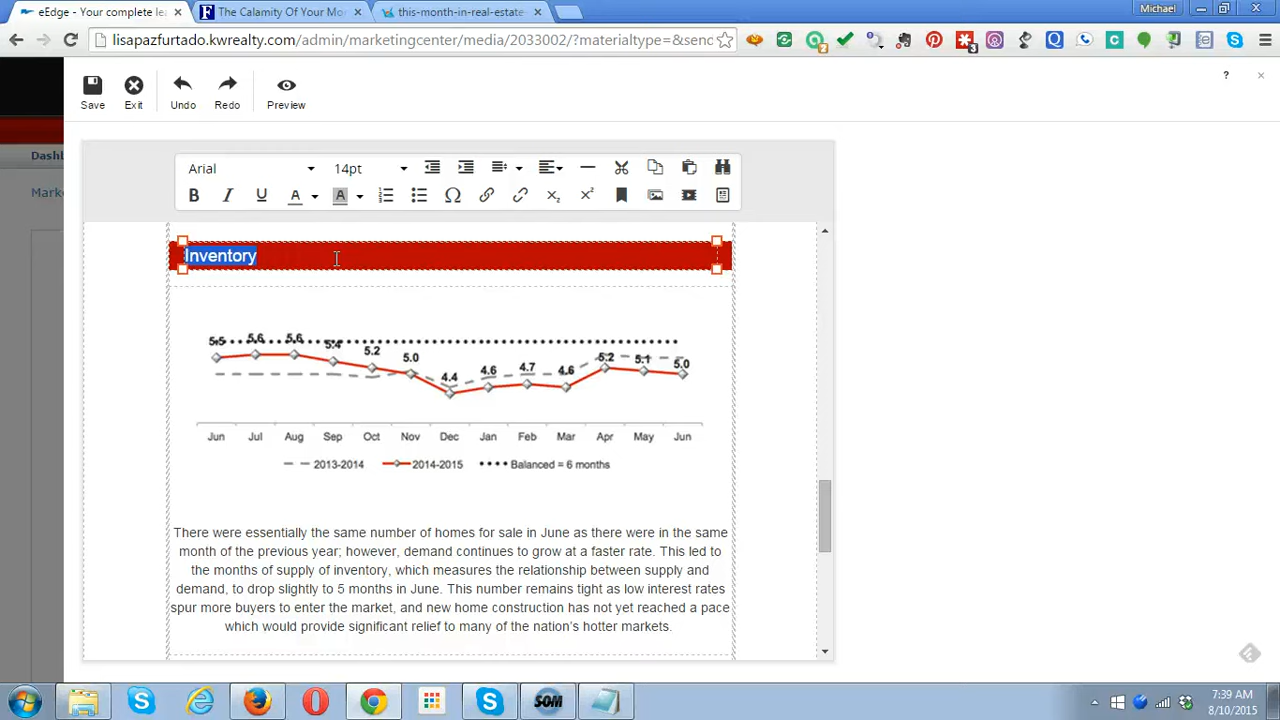 eEdge - Your complete lea
The Calamity Of Your Mo
this-month-in-real-estate
Michael
lisapazfurtado.kwrealty.com/admin/marketingcenter/media/2033002/?materialtype=&send
Save
Exit
Undo
Redo
Preview
?
Dashb
Marke
Arial
14pt
B I U A A
Inventory
5.5 5.6 5.6 5.4 5.2 5.0 4.4 4.6 4.7 4.6 5.2 5.1 5.0
Jun Jul Aug Sep Oct Nov Dec Jan Feb Mar Apr May Jun
2013-2014 2014-2015 Balanced = 6 months
There were essentially the same number of homes for sale in June as there were in the same
month of the previous year; however, demand continues to grow at a faster rate. This led to
the months of supply of inventory, which measures the relationship between supply and
demand, to drop slightly to 5 months in June. This number remains tight as low interest rates
spur more buyers to enter the market, and new home construction has not yet reached a pace
which would provide significant relief to many of the nation's hotter markets.
SOM
7:39 AM
8/10/2015